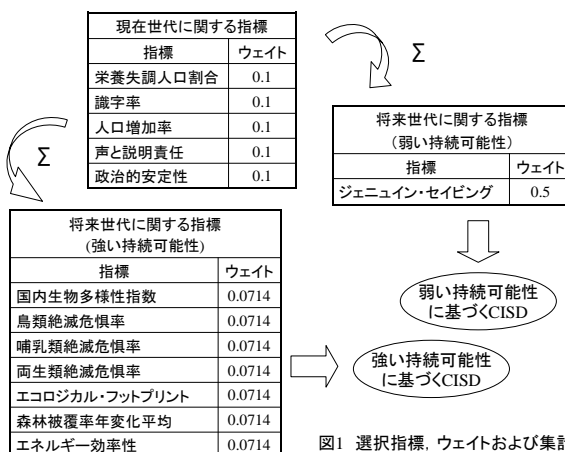 現在世代に関する指標
指標 ウェイト
栄養失調人口割合 0.1
識字率 0.1
人口増加率 0.1
声と説明責任 0.1
政治的安定性 0.1
Σ
Σ
将来世代に関する指標
（弱い持続可能性）
指標 ウェイト
ジェニュイン・セイビング 0.5
将来世代に関する指標
(強い持続可能性)
指標 ウェイト
国内生物多様性指数 0.0714
鳥類絶滅危惧率 0.0714
哺乳類絶滅危惧率 0.0714
両生類絶滅危惧率 0.0714
エコロジカル・フットプリント 0.0714
森林被覆率年変化平均 0.0714
エネルギー効率性 0.0714
弱い持続可能性
に基づくCISD
強い持続可能性
に基づくCISD
図1 選択指標，ウェイトおよび集計